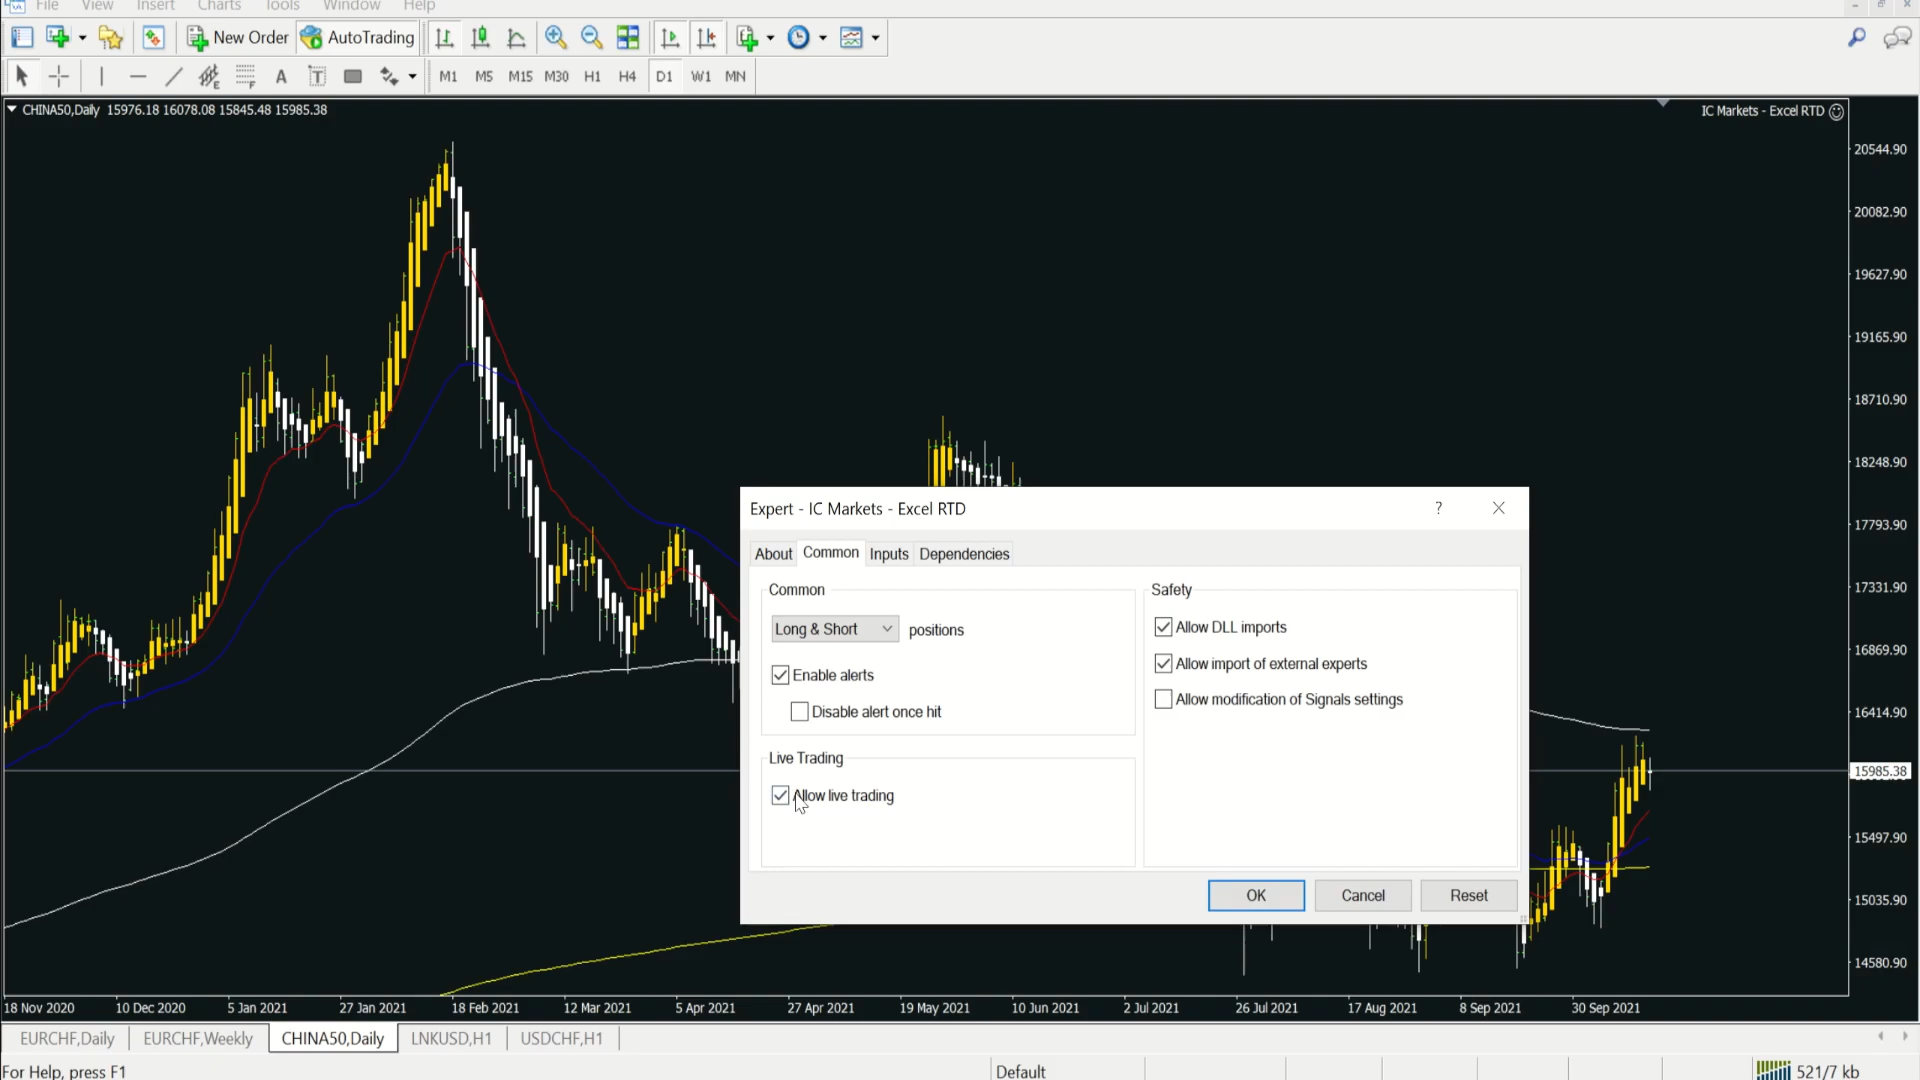 File View Insert Charts Tools Window Help
New Order AutoTrading
A T M1 M5 M15 M30 H1 H4 D1 W1 MN
CHINA50,Daily 15976.18 16078.08 15845.48 15985.38
IC Markets - Excel RTD
20544.90
20082.90
19627.90
19165.90
18710.90
18248.90
17793.90
17331.90
16869.90
16414.90
15985.38
15497.90
15035.90
14580.90
Expert - IC Markets - Excel RTD ?
About Common Inputs Dependencies
Common
Long & Short positions
Enable alerts
Disable alert once hit
Live Trading
Allow live trading
Safety
Allow DLL imports
Allow import of external experts
Allow modification of Signals settings
OK Cancel Reset
18 Nov 2020 10 Dec 2020 5 Jan 2021 27 Jan 2021 18 Feb 2021 12 Mar 2021 5 Apr 2021 27 Apr 2021 19 May 2021 10 Jun 2021 2 Jul 2021 26 Jul 2021 17 Aug 2021 8 Sep 2021 30 Sep 2021
EURCHF,Daily EURCHF,Weekly CHINA50,Daily LNKUSD,H1 USDCHF,H1
For Help, press F1 Default 521/7 kb